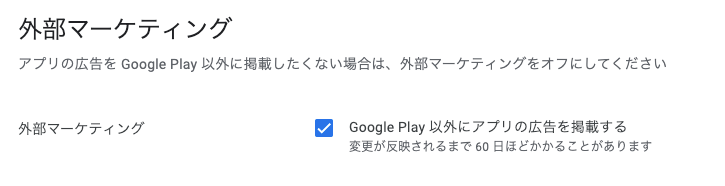 外部マーケティング
アプリの広告を Google Play 以外に掲載したくない場合は、外部マーケティングをオフにしてください
外部マーケティング
Google Play 以外にアプリの広告を掲載する
変更が反映されるまで 60 日ほどかかることがあります